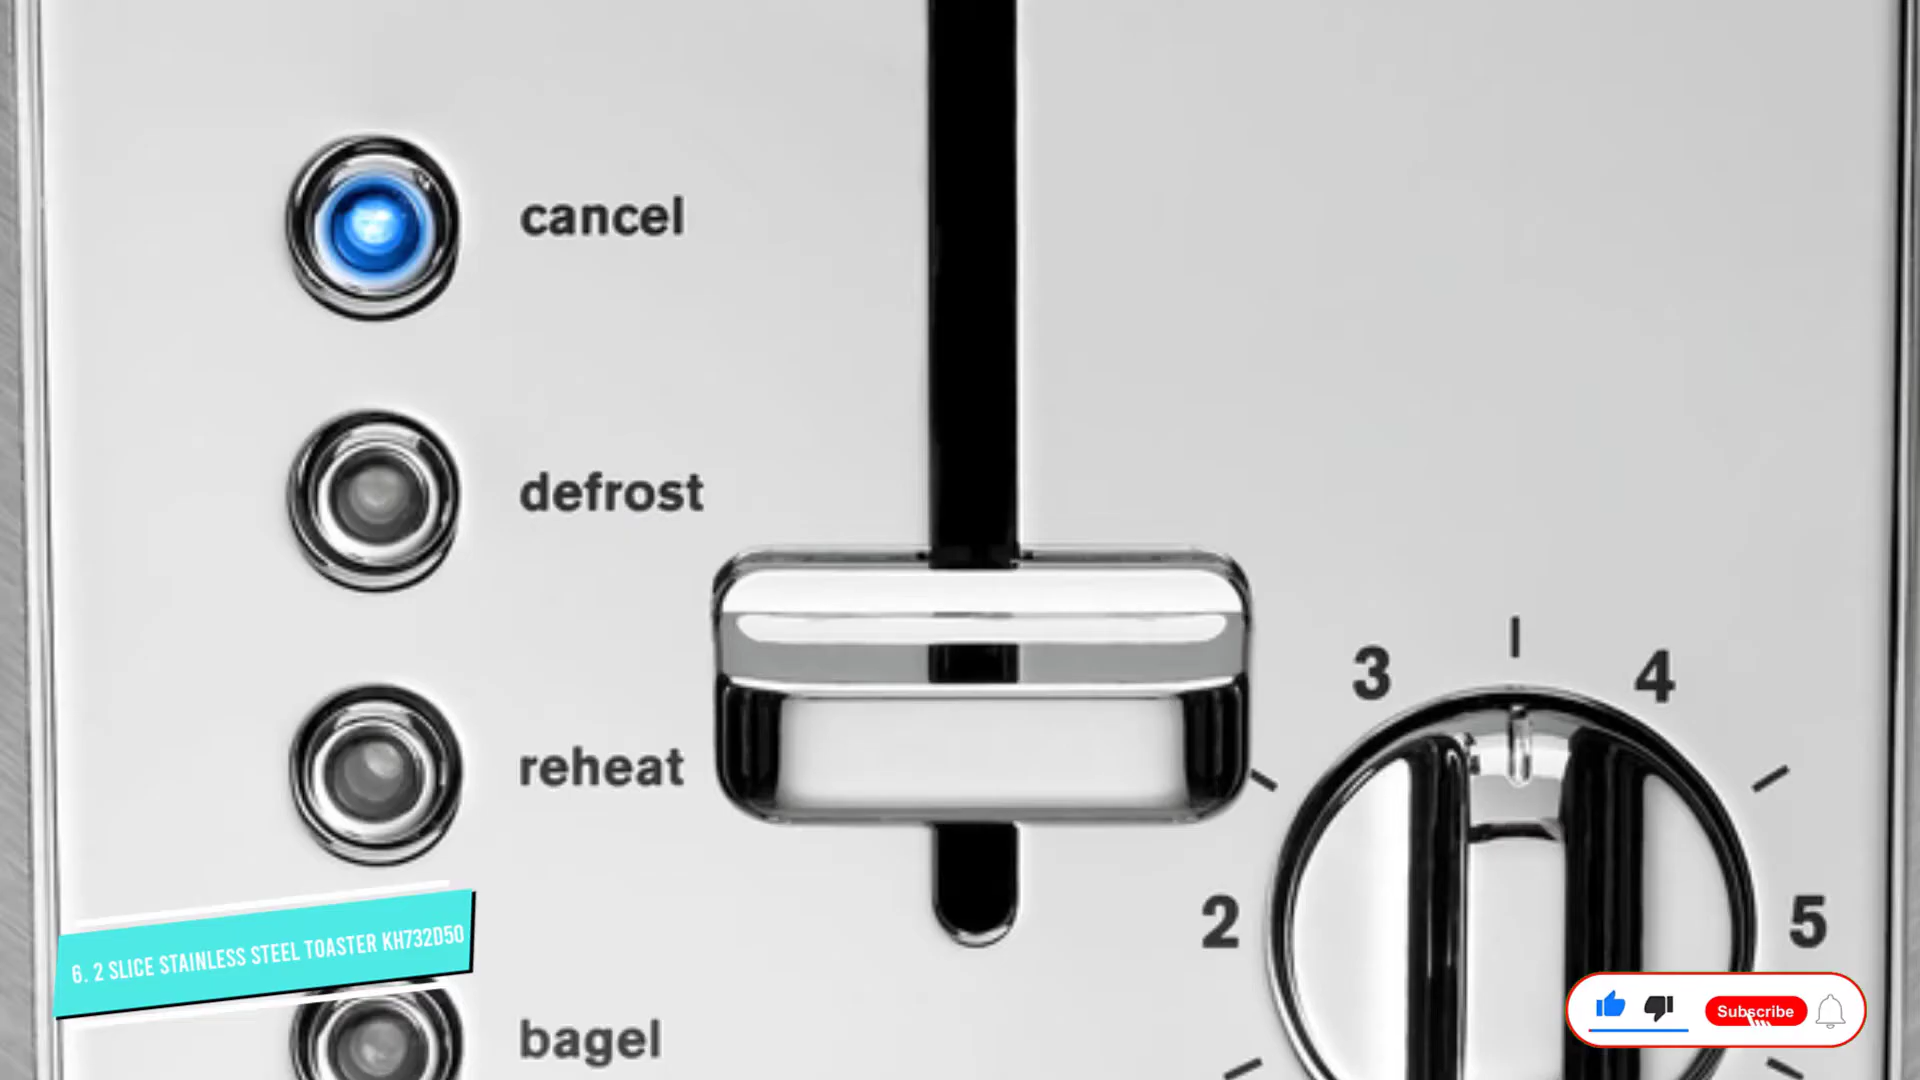 cancel
defrost
reheat
bagel
3
4
2
5
6. 2 SLICE STAINLESS STEEL TOASTER KH732D50
Subscribe